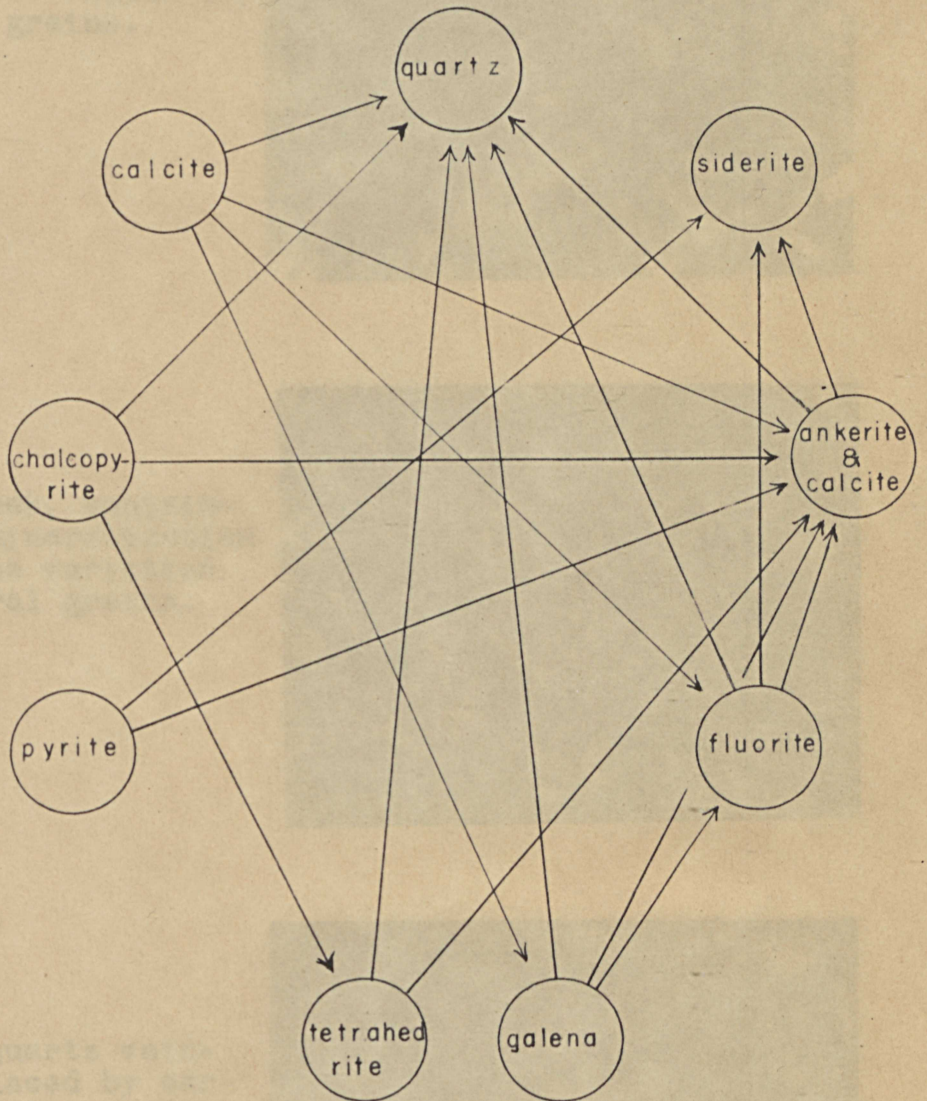 quartz
calcite
siderite
ankerite
&
calcite
chalcopy-
rite
pyrite
fluorite
tetrahed
rite
galena